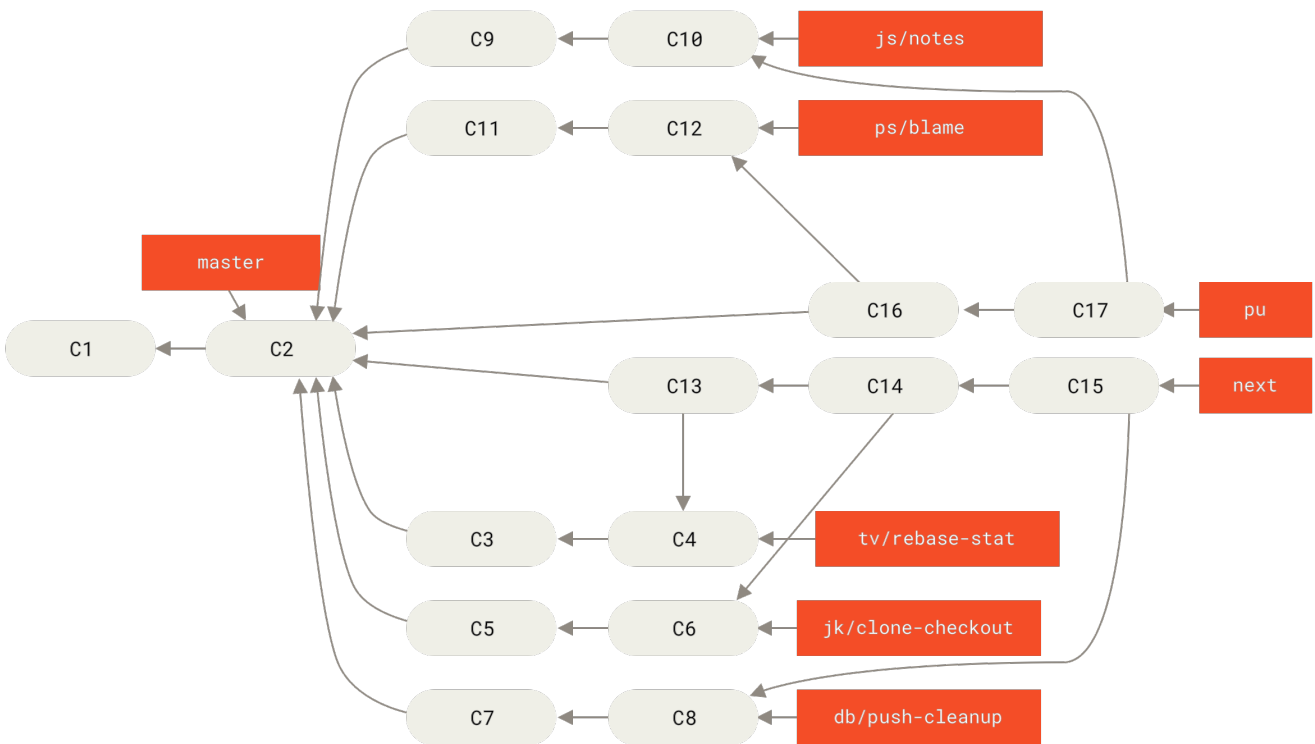 C9
C10
js/notes
C11
C12
ps/blame
master
C16
C17
pu
C1
C2
C13
C14
C15
next
C3
C4
tv/rebase-stat
C5
C6
jk/clone-checkout
C7
C8
db/push-cleanup